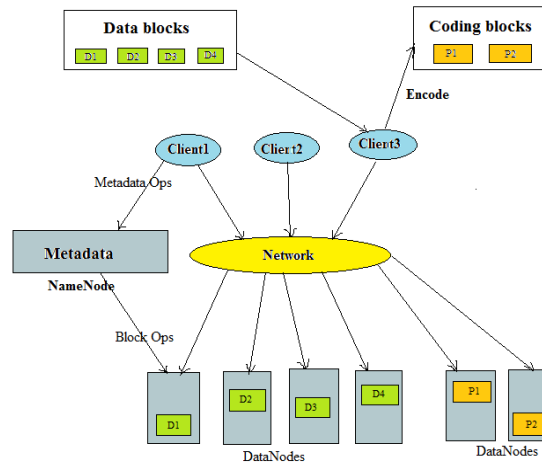 Data blocks
D1 D2 D3 D4
Coding blocks
P1 P2
Encode
Client1
Client2
Client3
Metadata Ops
Metadata
NameNode
Network
Block Ops
D1
D2
D3
D4
P1
P2
DataNodes
DataNodes